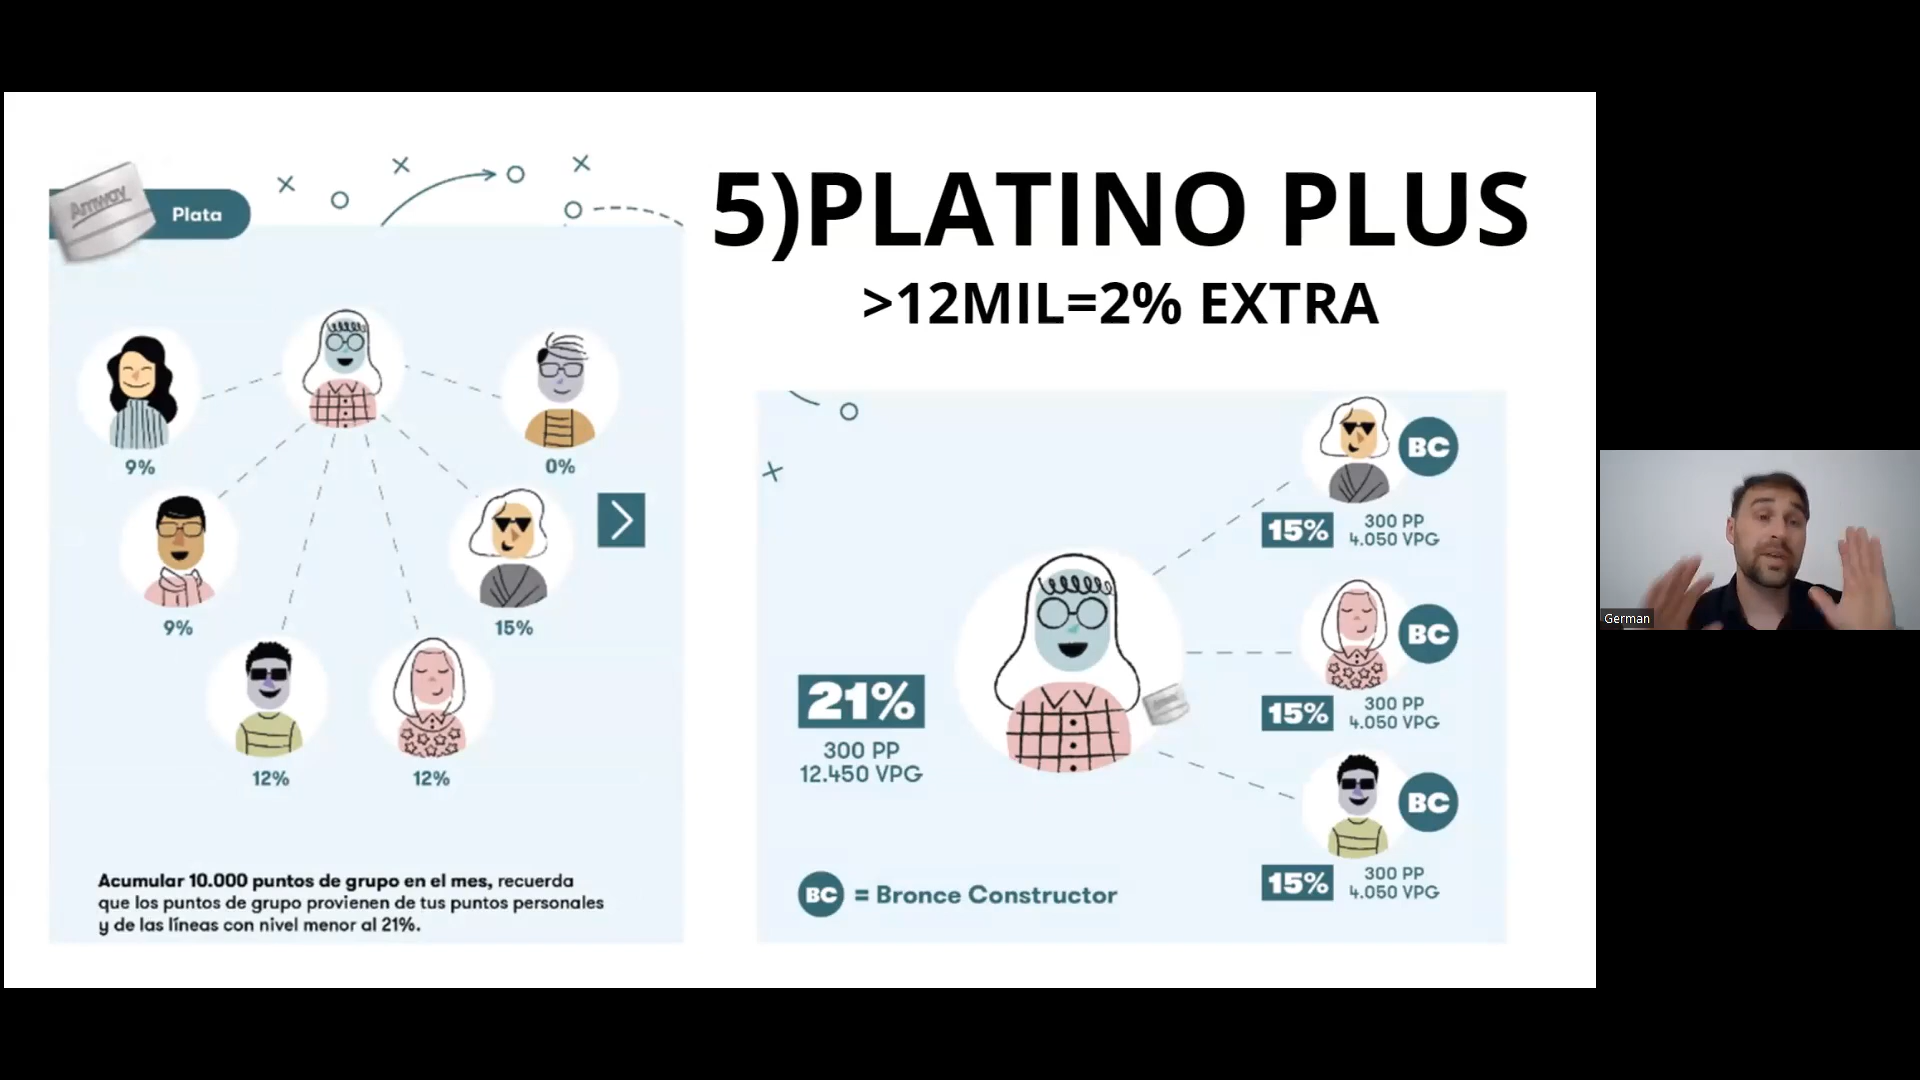 Amway
Plata
9%
0%
9%
15%
12%
12%
Acumular 10.000 puntos de grupo en el mes, recuerda
que los puntos de grupo provienen de tus puntos personales
y de las líneas con nivel menor al 21%.
5)PLATINO PLUS
>12MIL=2% EXTRA
BC
15%
300 PP
4.050 VPG
BC
15%
300 PP
4.050 VPG
21%
300 PP
12.450 VPG
BC
15%
300 PP
4.050 VPG
BC = Bronce Constructor
German